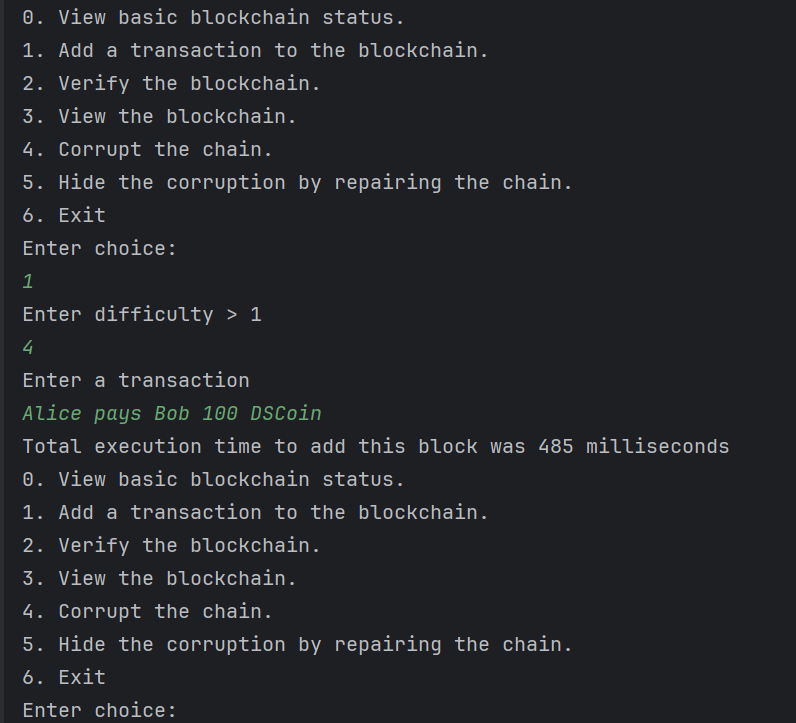 0. View basic blockchain status.
1. Add a transaction to the blockchain.
2. Verify the blockchain.
3. View the blockchain.
4. Corrupt the chain.
5. Hide the corruption by repairing the chain.
6. Exit
Enter choice:
1
Enter difficulty > 1
4
Enter a transaction
Alice pays Bob 100 DSCoin
Total execution time to add this block was 485 milliseconds
0. View basic blockchain status.
1. Add a transaction to the blockchain.
2. Verify the blockchain.
3. View the blockchain.
4. Corrupt the chain.
5. Hide the corruption by repairing the chain.
6. Exit
Enter choice: